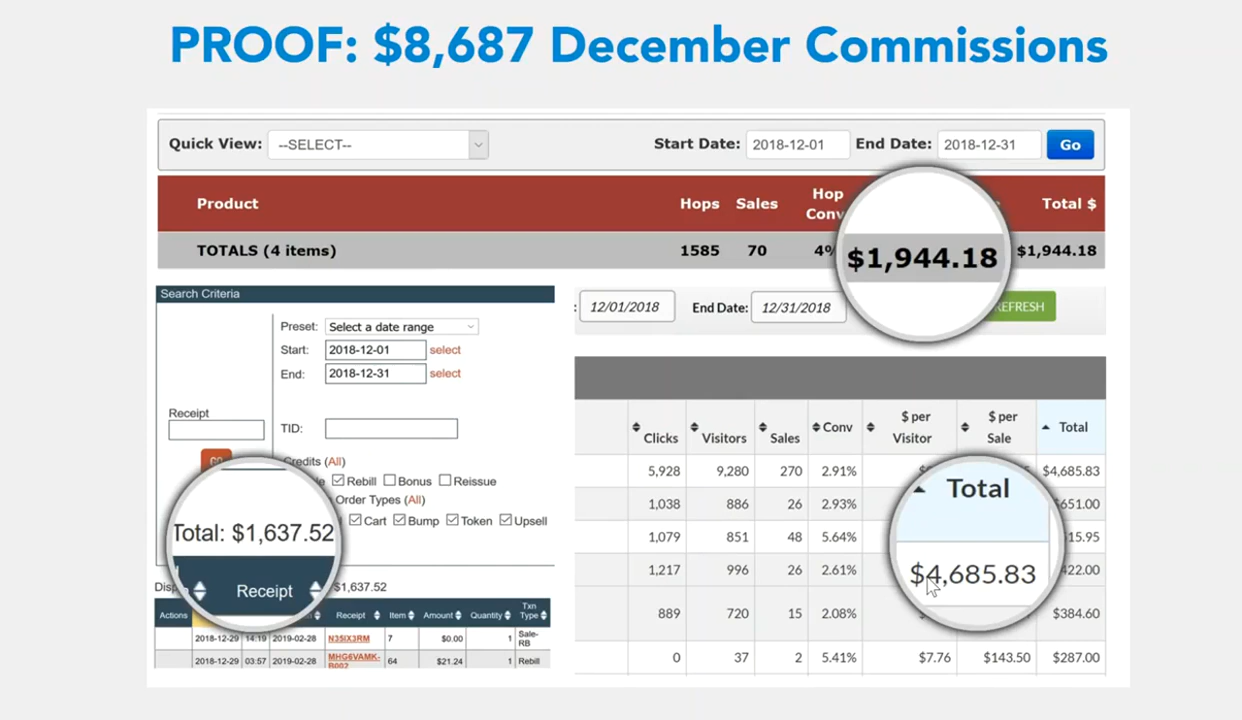 PROOF: $8,687 December Commissions
Quick View: --SELECT-- Start Date: 2018-12-01 End Date: 2018-12-31 Go
Product Hops Sales Hop Conv Total $
TOTALS (4 items) 1585 70 4% $1,944.18 $1,944.18
Search Criteria
Preset: Select a date range
Start: 2018-12-01 select
End: 2018-12-31 select
Receipt
TID:
GO
Credits (All)
Rebill Bonus Reissue
Order Types (All)
Cart Bump Token Upsell
Total: $1,637.52
Receipt
$1,637.52
Actions Receipt Item Amount Quantity Txn Type
2018-12-29 14:19 2019-02-28 N35IX3RM 7 $0.00 1 Sale-RB
2018-12-29 03:57 2019-02-28 MHG6VAMK-B002 64 $21.24 1 Rebill
: 12/01/2018 End Date: 12/31/2018 REFRESH
Clicks Visitors Sales Conv $ per Visitor $ per Sale Total
5,928 9,280 270 2.91% $4,685.83
1,038 886 26 2.93% $651.00
1,079 851 48 5.64% 15.95
1,217 996 26 2.61% 422.00
889 720 15 2.08% $384.60
0 37 2 5.41% $7.76 $143.50 $287.00
Total
$4,685.83